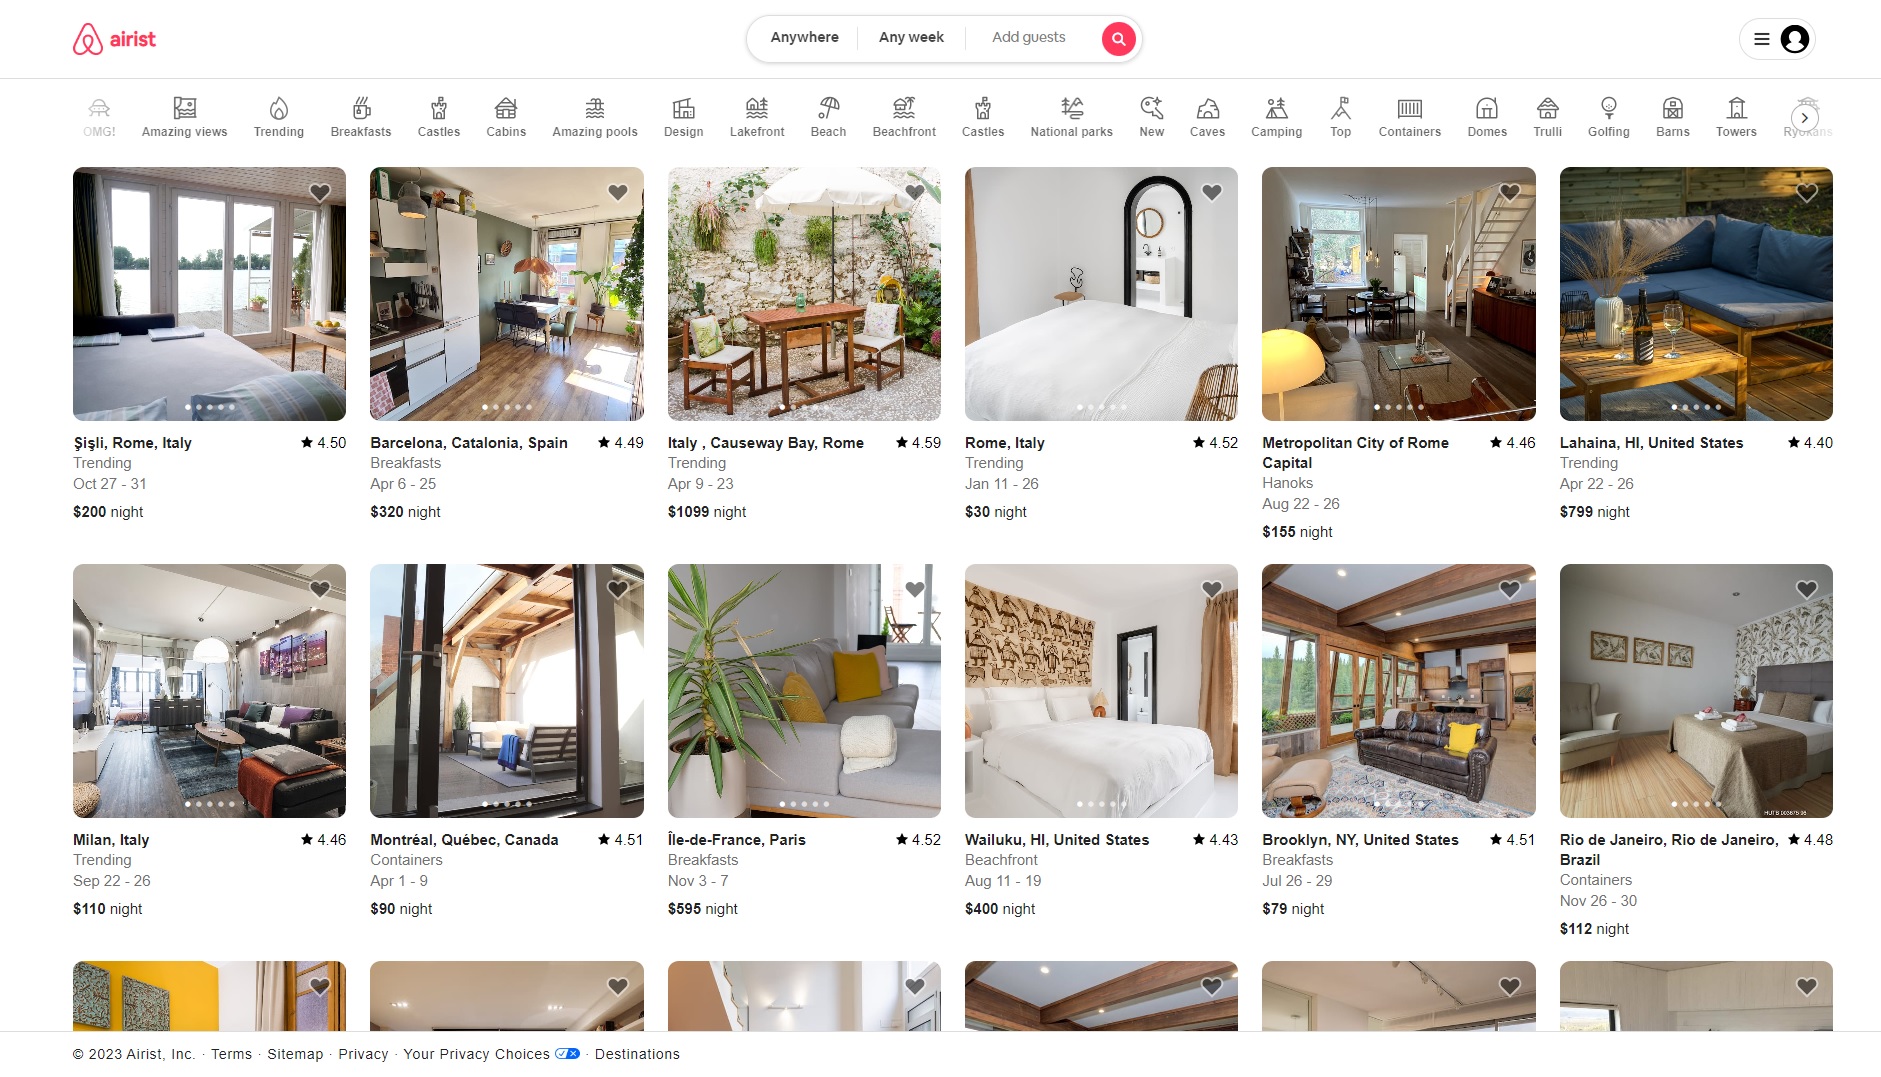 airist
Anywhere
Any week
Add guests
OMG!
Amazing views
Trending
Breakfasts
Castles
Cabins
Amazing pools
Design
Lakefront
Beach
Beachfront
Castles
National parks
New
Caves
Camping
Top
Containers
Domes
Trulli
Golfing
Barns
Towers
Ryokans
Şişli, Rome, Italy
4.50
Trending
Oct 27 - 31
$200 night
Barcelona, Catalonia, Spain
4.49
Breakfasts
Apr 6 - 25
$320 night
Italy , Causeway Bay, Rome
4.59
Trending
Apr 9 - 23
$1099 night
Rome, Italy
4.52
Trending
Jan 11 - 26
$30 night
Metropolitan City of Rome
Capital
4.46
Hanoks
Aug 22 - 26
$155 night
Lahaina, HI, United States
4.40
Trending
Apr 22 - 26
$799 night
Milan, Italy
4.46
Trending
Sep 22 - 26
$110 night
Montréal, Québec, Canada
4.51
Containers
Apr 1 - 9
$90 night
Île-de-France, Paris
4.52
Breakfasts
Nov 3 - 7
$595 night
Wailuku, HI, United States
4.43
Beachfront
Aug 11 - 19
$400 night
Brooklyn, NY, United States
4.51
Breakfasts
Jul 26 - 29
$79 night
Rio de Janeiro, Rio de Janeiro,
Brazil
4.48
Containers
Nov 26 - 30
$112 night
© 2023 Airist, Inc. · Terms · Sitemap · Privacy · Your Privacy Choices · Destinations